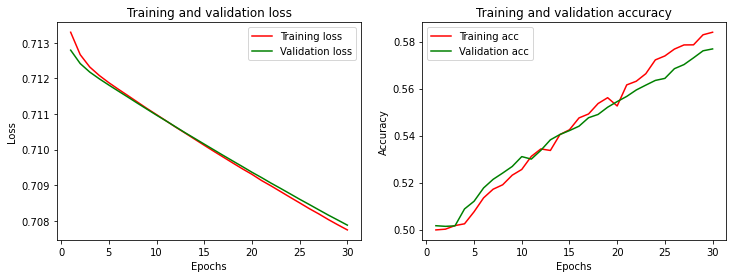 Training and validation loss
0.713
0.712
0.711
0.710
0.709
0.708
Loss
Training loss
Validation loss
0 5 10 15 20 25 30
Epochs
Training and validation accuracy
0.58
0.56
0.54
0.52
0.50
Accuracy
Training acc
Validation acc
0 5 10 15 20 25 30
Epochs